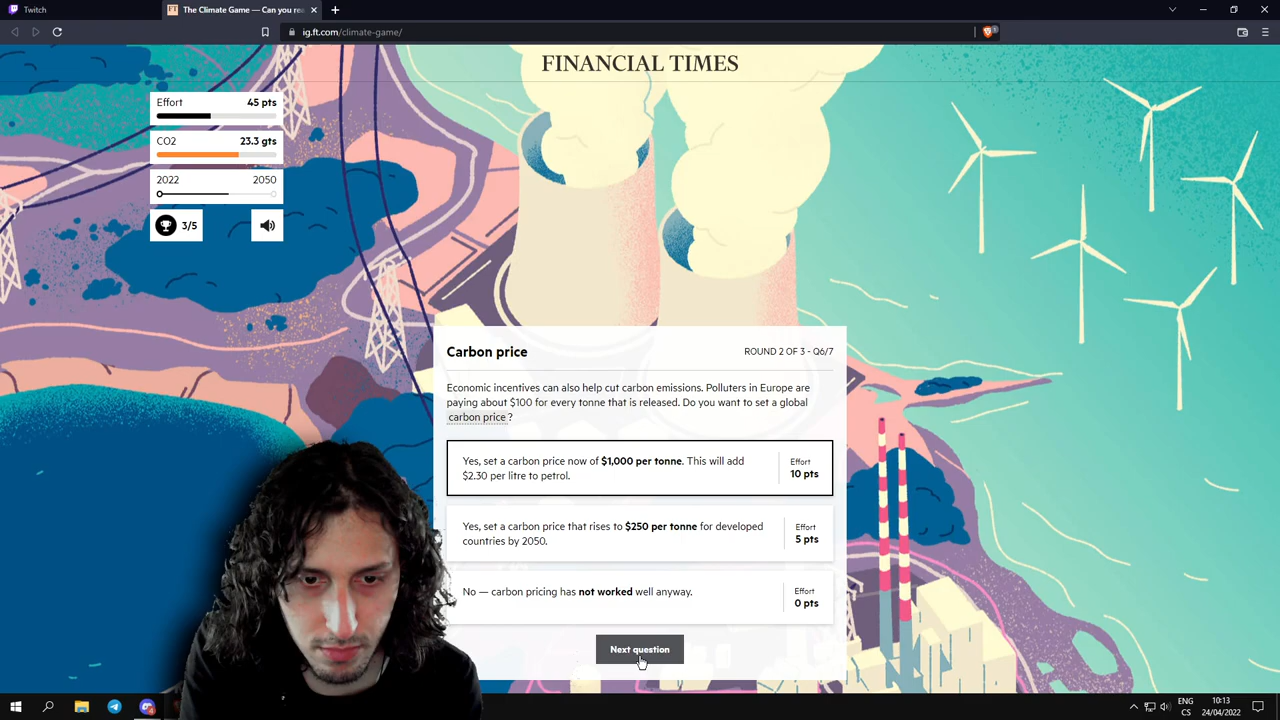 Twitch
FT
The Climate Game — Can you rea
ig.ft.com/climate-game/
FINANCIAL TIMES
Effort 45 pts
CO2 23.3 gts
2022 2050
3/5
Carbon price
ROUND 2 OF 3 - Q6/7
Economic incentives can also help cut carbon emissions. Polluters in Europe are
paying about $100 for every tonne that is released. Do you want to set a global
carbon price?
Yes, set a carbon price now of $1,000 per tonne. This will add
$2.30 per litre to petrol.
Effort
10 pts
Yes, set a carbon price that rises to $250 per tonne for developed
countries by 2050.
Effort
5 pts
No — carbon pricing has not worked well anyway.
Effort
0 pts
Next question
ENG
CS
10:13
24/04/2022